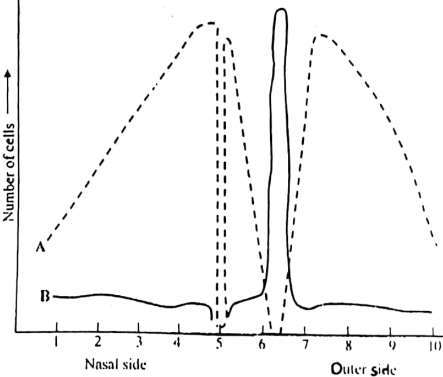 Number of cells
A
B
1 2 3 4 5 6 7 8 9 10
Nasal side Outer side